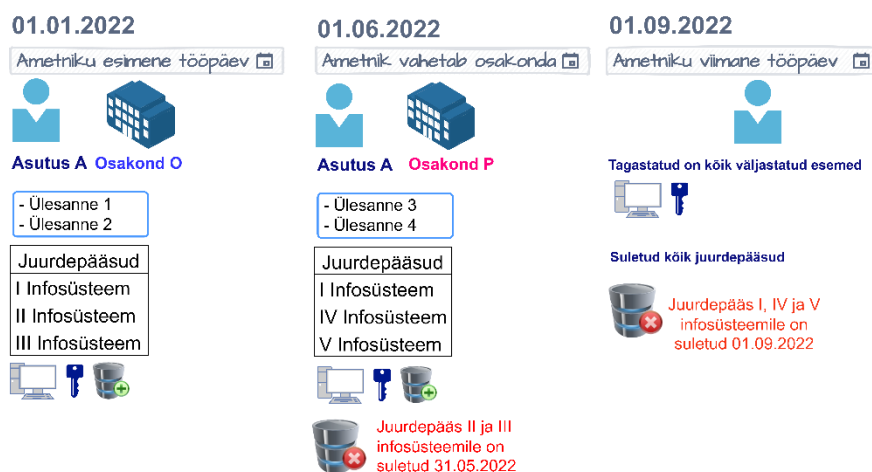 01.01.2022
Ametniku esimene tööpäev
Asutus A Osakond O
- Ülesanne 1
- Ülesanne 2
Juurdepääsud
I Infosüsteem
II Infosüsteem
III Infosüsteem
01.06.2022
Ametnik vahetab osakonda
Asutus A Osakond P
- Ülesanne 3
- Ülesanne 4
Juurdepääsud
I Infosüsteem
IV Infosüsteem
V Infosüsteem
Juurdepääs II ja III
infosüsteemile on
suletud 31.05.2022
01.09.2022
Ametniku viimane tööpäev
Tagastatud on kõik väljastatud esemed
Suletud kõik juurdepääsud
Juurdepääs I, IV ja V
infosüsteemile on
suletud 01.09.2022